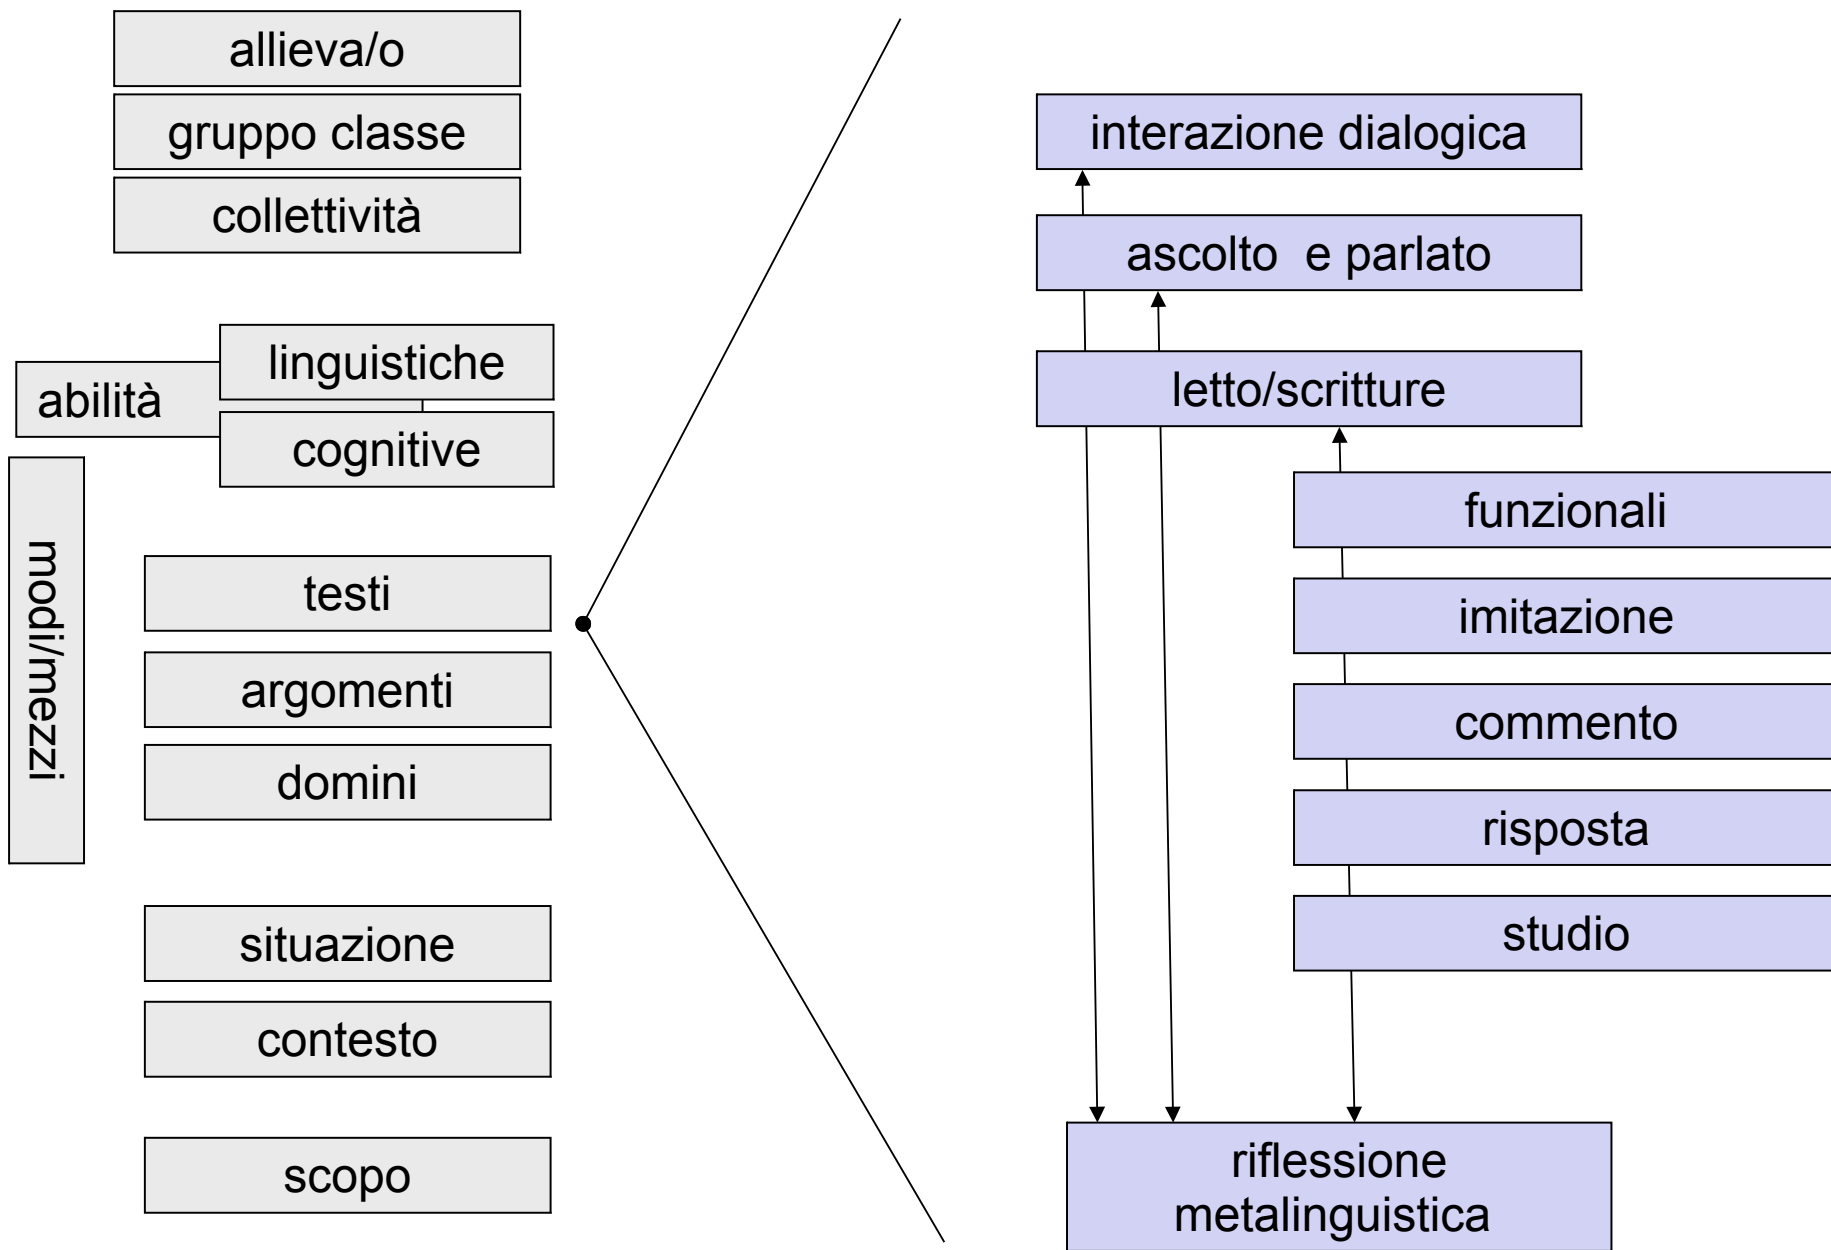 allieva/o
gruppo classe
collettività
abilità
linguistiche
cognitive
modi/mezzi
testi
argomenti
domini
situazione
contesto
scopo
interazione dialogica
ascolto  e parlato
letto/scritture
funzionali
imitazione
commento
risposta
studio
riflessione
metalinguistica